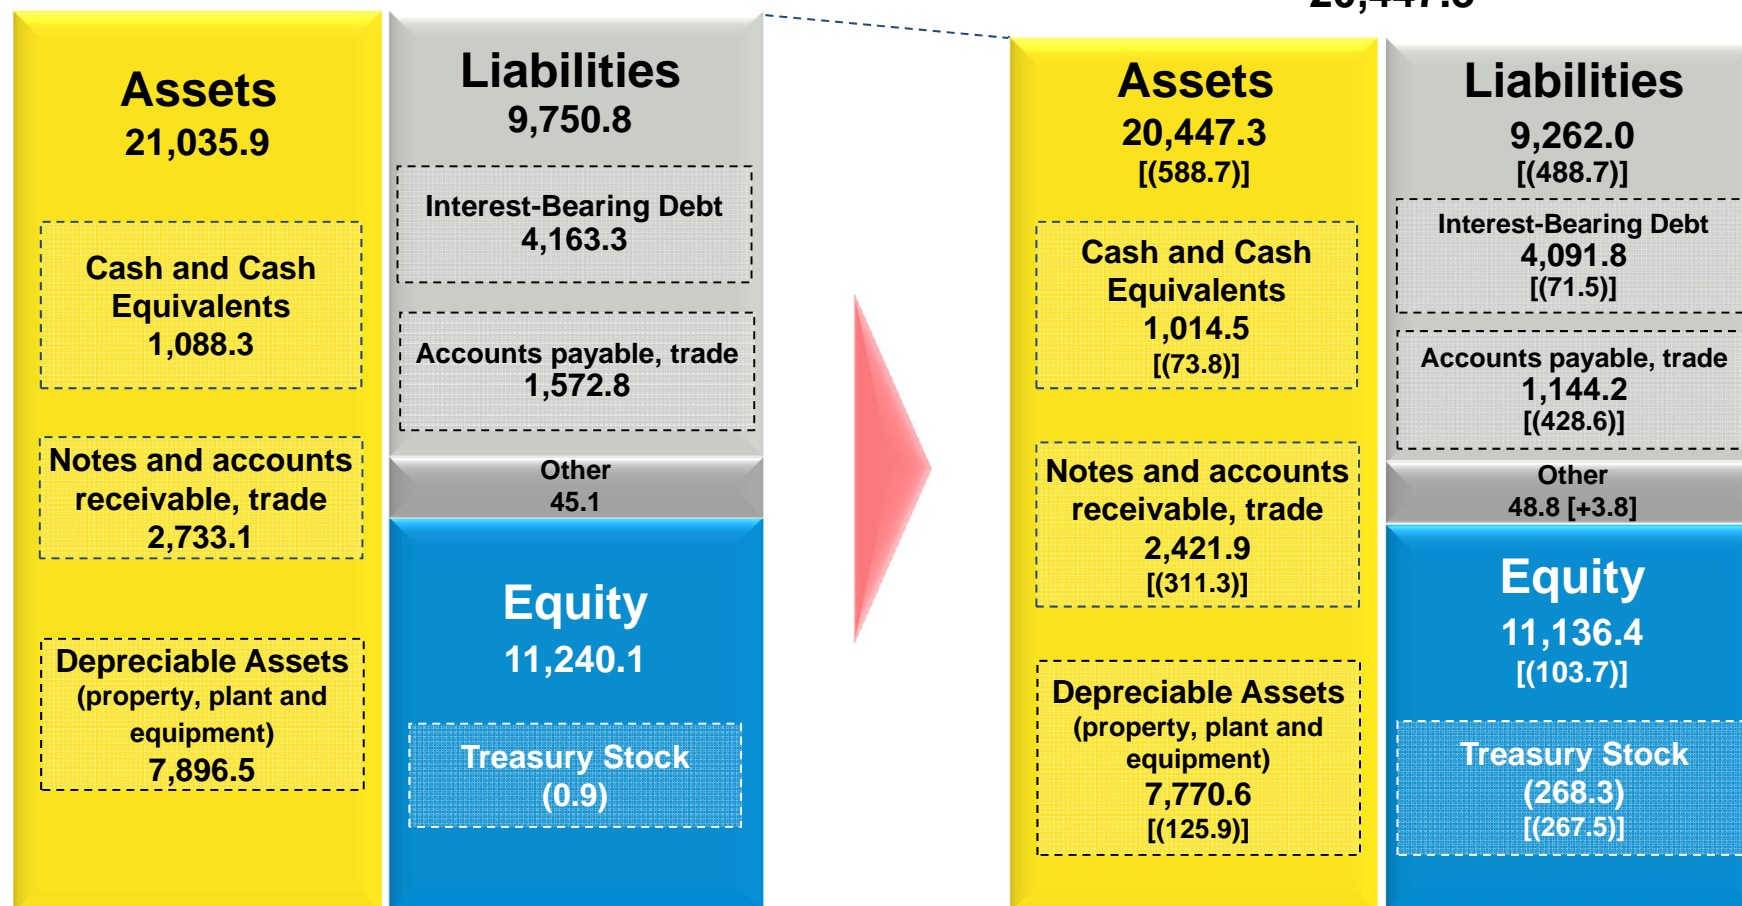 Assets
21,035.9
Cash and Cash
Equivalents
1,088.3
Notes and accounts
receivable, trade
2,733.1
Depreciable Assets
(property, plant and
equipment)
7,896.5
Liabilities
9,750.8
Interest-Bearing Debt
4,163.3
Accounts payable, trade
1,572.8
Other
45.1
Equity
11,240.1
Treasury Stock
(0.9)
Assets
20,447.3
[(588.7)]
Cash and Cash
Equivalents
1,014.5
[(73.8)]
Notes and accounts
receivable, trade
2,421.9
[(311.3)]
Depreciable Assets
(property, plant and
equipment)
7,770.6
[(125.9)]
Liabilities
9,262.0
[(488.7)]
Interest-Bearing Debt
4,091.8
[(71.5)]
Accounts payable, trade
1,144.2
[(428.6)]
Other
48.8 [+3.8]
Equity
11,136.4
[(103.7)]
Treasury Stock
(268.3)
[(267.5)]